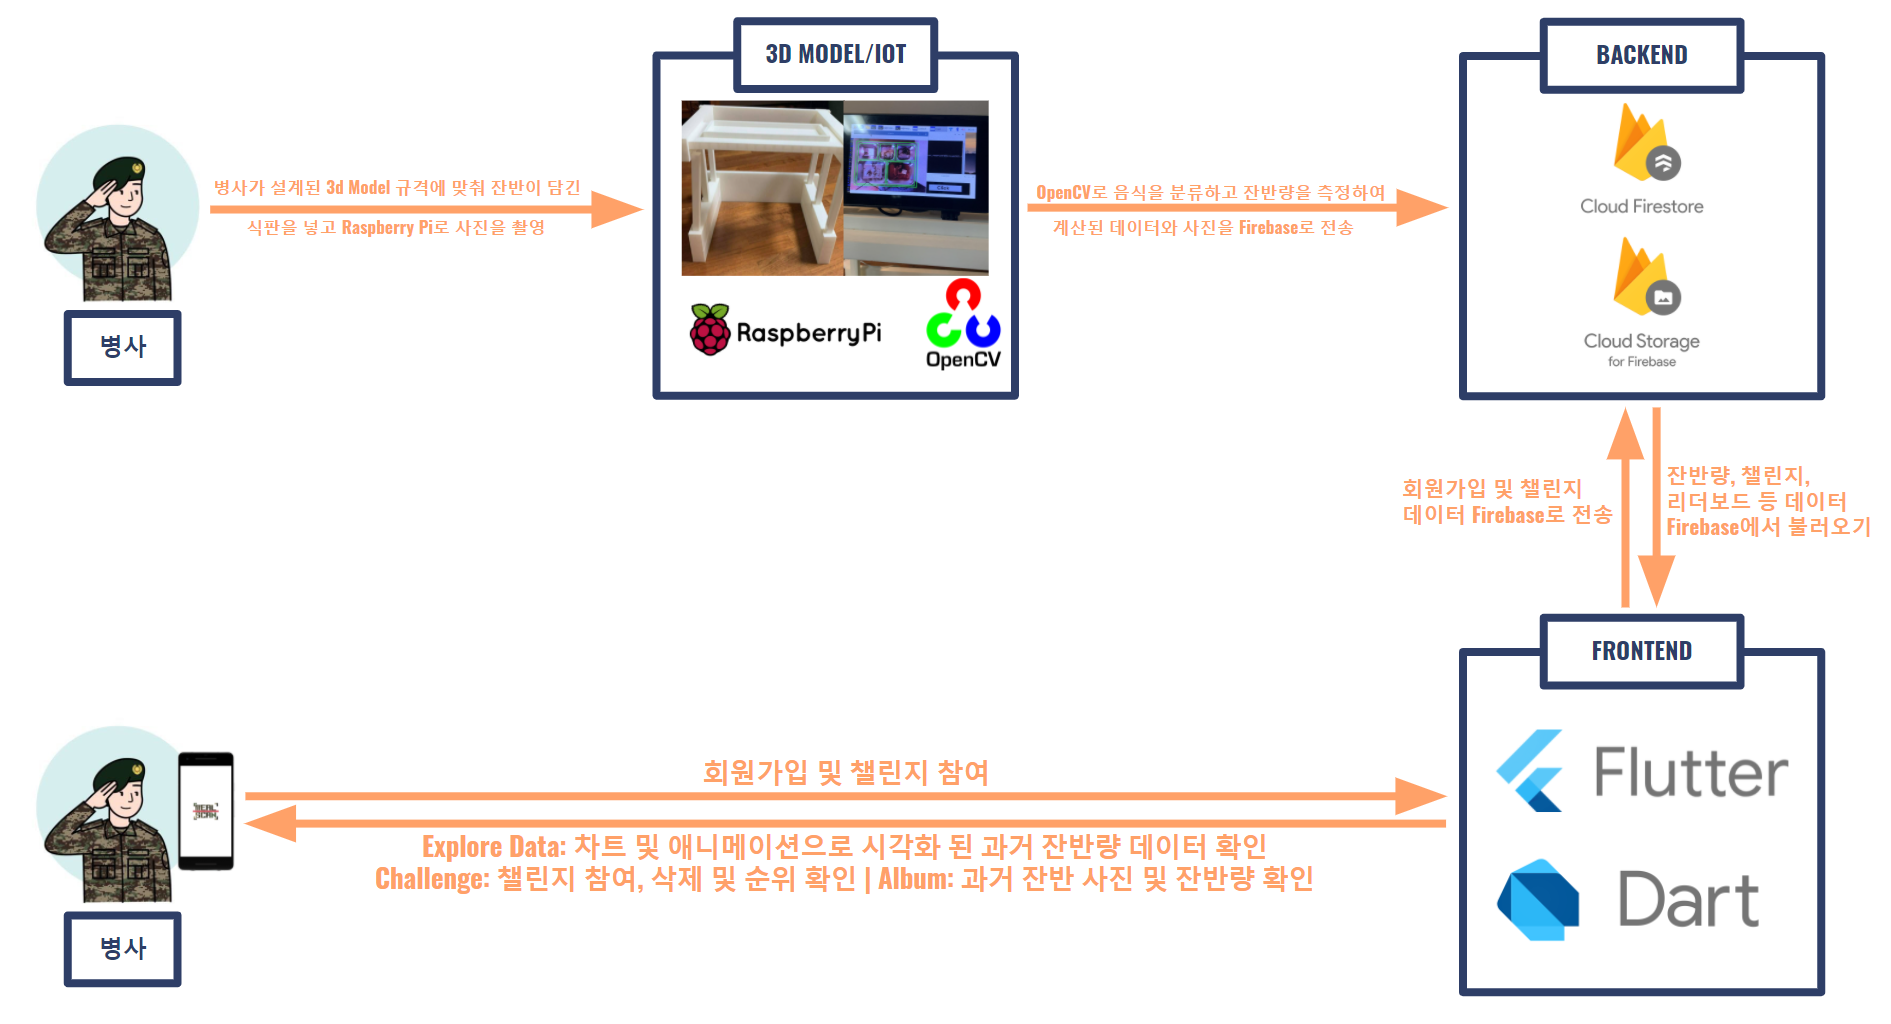 3D MODEL/IOT
BACKEND
병사가 설계된 3d Model 규격에 맞춰 잔반이 담긴
식판을 넣고 Raspberry Pi로 사진을 촬영
OpenCV로 음식을 분류하고 잔반량을 측정하여
계산된 데이터와 사진을 Firebase로 전송
Cloud Firestore
병사
RaspberryPi
OpenCV
Cloud Storage
for Firebase
회원가입 및 챌린지
데이터 Firebase로 전송
잔반량, 챌린지,
리더보드 등 데이터
Firebase에서 불러오기
FRONTEND
회원가입 및 챌린지 참여
Flutter
Explore Data: 차트 및 애니메이션으로 시각화 된 과거 잔반량 데이터 확인
Challenge: 챌린지 참여, 삭제 및 순위 확인 | Album: 과거 잔반 사진 및 잔반량 확인
Dart
병사